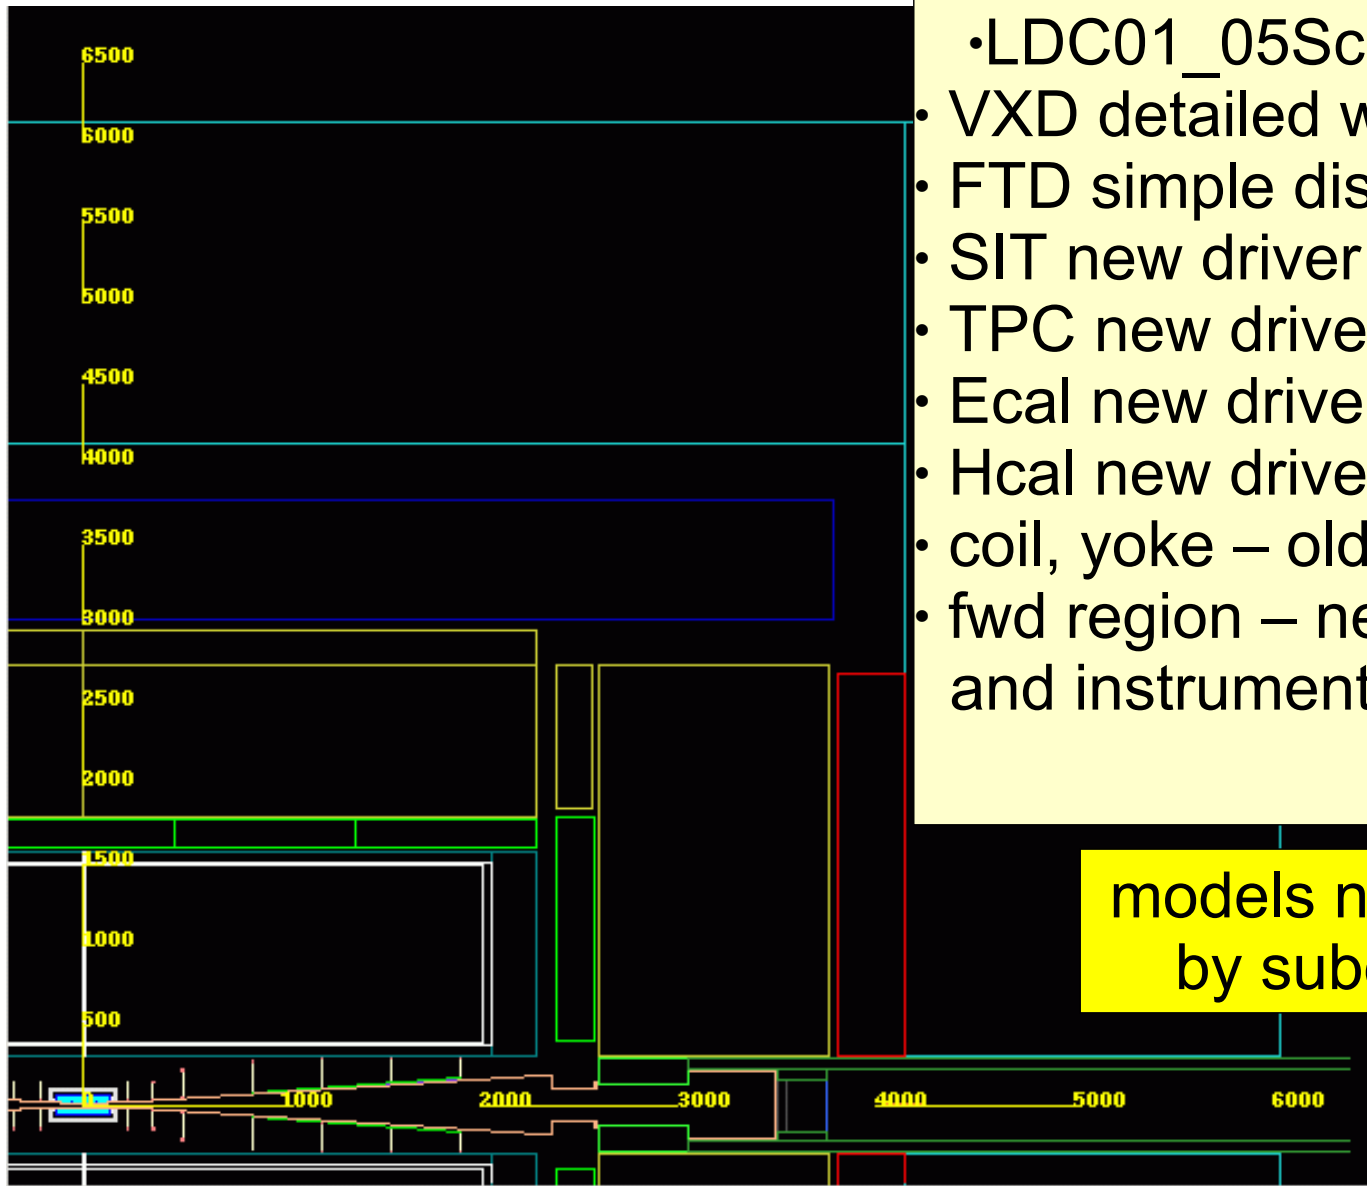 6500
6000
5500
5000
4500
4000
3500
3000
2500
2000
1500
1000
500
0 1000 2000 3000 4000 5000 6000
•LDC01_05Sc
• VXD detailed w
• FTD simple dis
• SIT new driver
• TPC new drive
• Ecal new drive
• Hcal new drive
• coil, yoke – old
• fwd region – ne
and instrument
models n
by sub